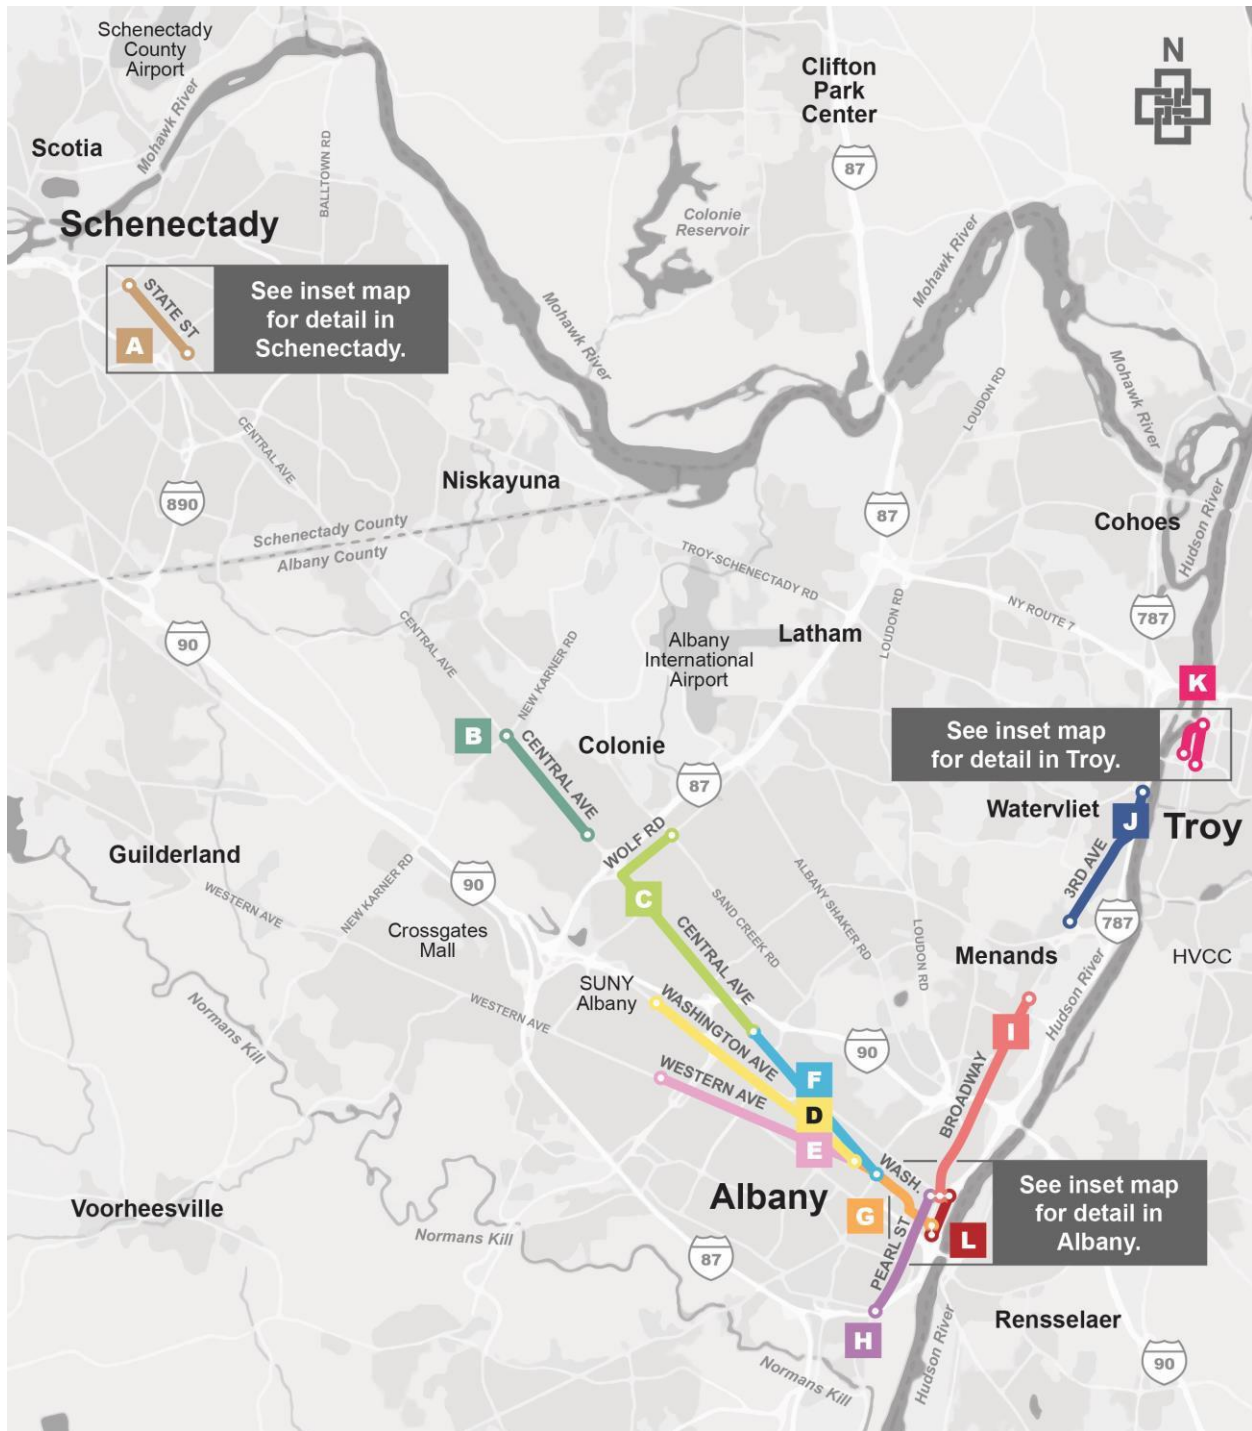 Schenectady
County
Airport
N
Clifton
Park
Center
Mohawk River
Scotia
BALLTOWN RD
87
Schenectady
Colonie
Reservoir
Mohawk River
STATE ST
A
See inset map
for detail in
Schenectady.
Mohawk River
Mohawk River
LOUDON RD
CENTRAL AVE
Niskayuna
890
87
Cohoes
Hudson River
Schenectady County
Albany County
TROY-SCHENECTADY RD
NY ROUTE 7
787
90
CENTRAL AVE
NEW KARNER RD
Albany
International
Airport
Latham
LOUDON RD
K
B
CENTRAL AVE
Colonie
See inset map
for detail in Troy.
87
Watervliet
J
Troy
WOLF RD
Guilderland
WESTERN AVE
NEW KARNER RD
90
C
3RD AVE
SAND CREEK RD
ALBANY SHAKER RD
LOUDON RD
787
Crossgates
Mall
CENTRAL AVE
Menands
HVCC
SUNY
Albany
WESTERN AVE
Normans Kill
WASHINGTON AVE
I
Hudson River
90
WESTERN AVE
F
D
E
BROADWAY
WASH.
Albany
Voorheesville
Normans Kill
G
PEARL ST
L
See inset map
for detail in
Albany.
87
H
Rensselaer
Hudson River
90
Normans Kill